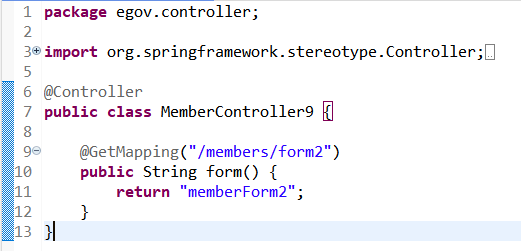 1 package egov.controller;
2
3 import org.springframework.stereotype.Controller;
5
6 @Controller
7 public class MemberController9 {
8
9 @GetMapping("/members/form2")
10 public String form() {
11 return "memberForm2";
12 }
13 }